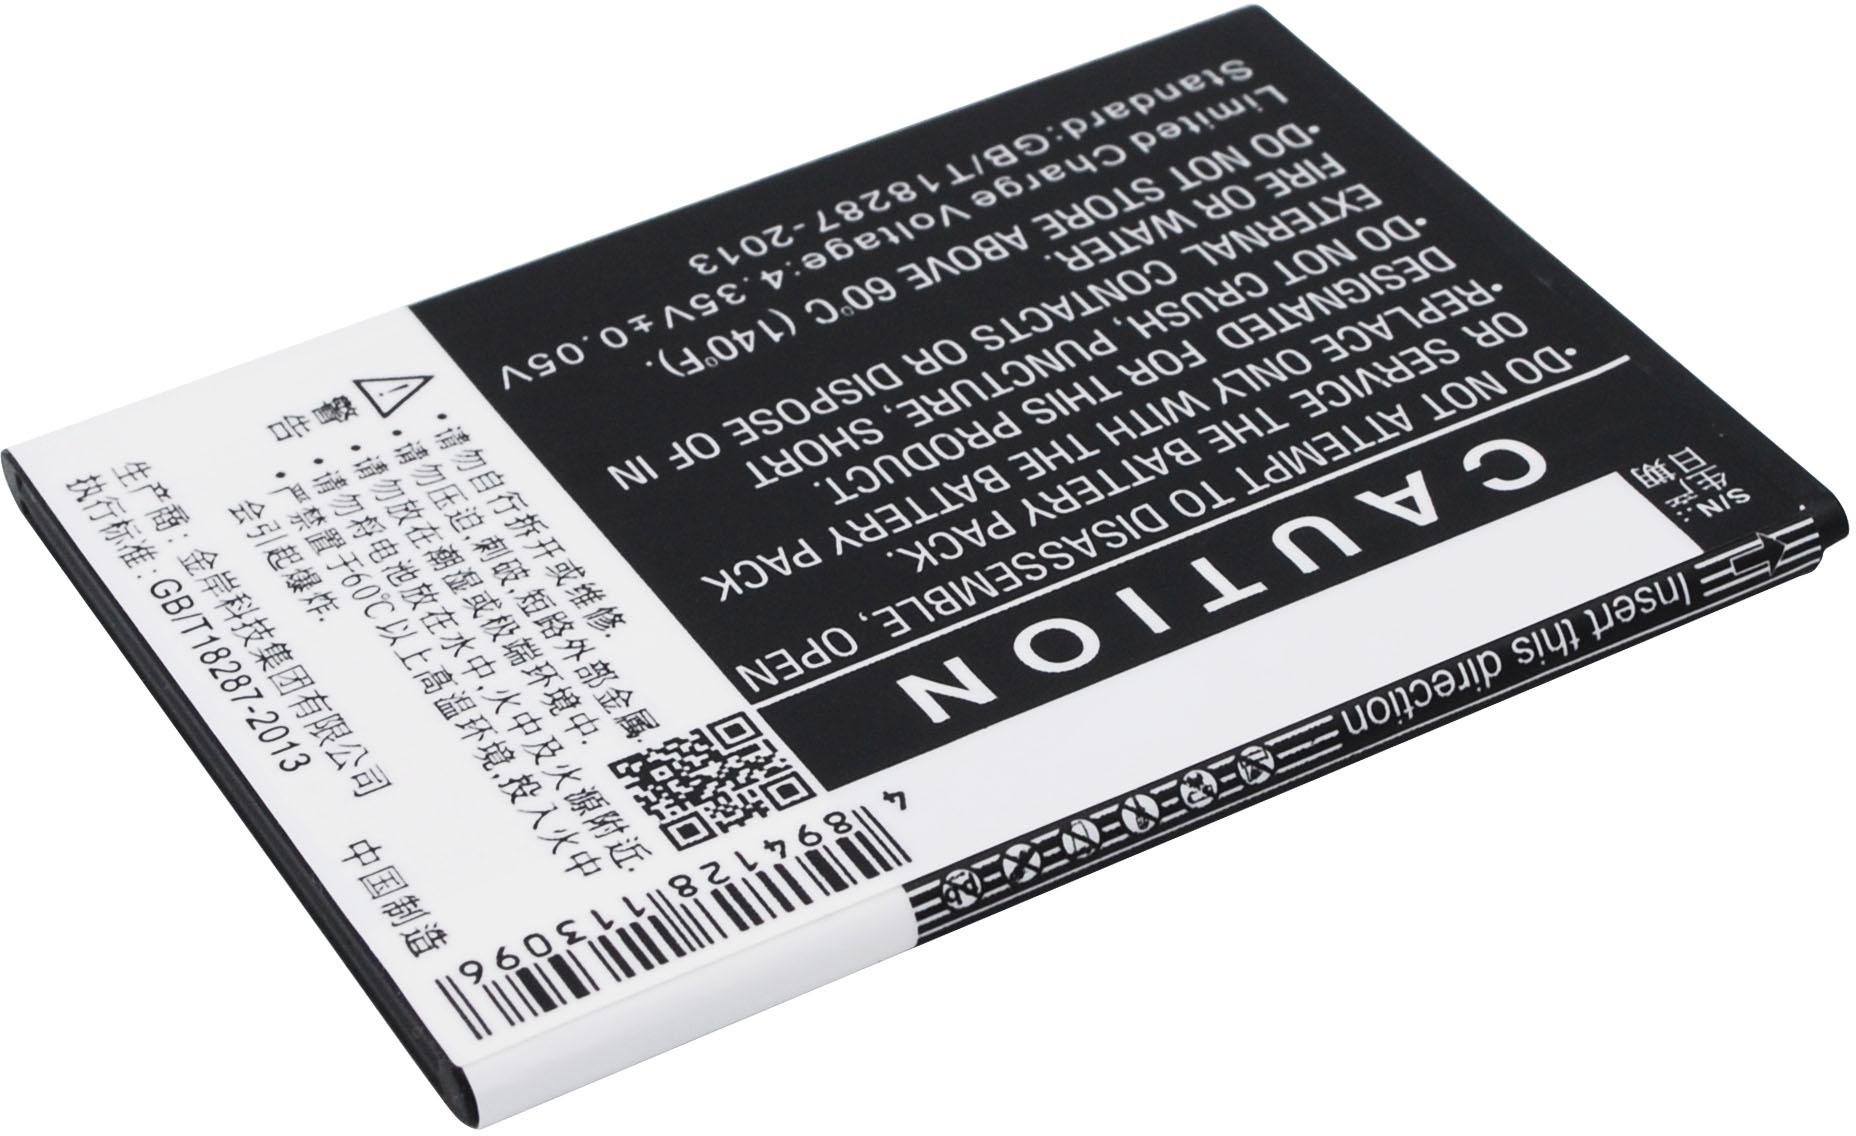 S/N:
生产
日期
CAUTION
•DO NOT ATTEMPT TO DISASSEMBLE, OPEN
OR SERVICE THE BATTERY PACK.
•REPLACE ONLY WITH THE BATTERY PACK
DESIGNATED FOR THIS PRODUCT.
•DO NOT CRUSH, PUNCTURE, SHORT
EXTERNAL CONTACTS OR DISPOSE OF IN
FIRE OR WATER.
•DO NOT STORE ABOVE 60°C (140°F).
Limited Charge Voltage:4.35V±0.05V
Standard:GB/T18287-2013
Insert this direction
警告
•请勿自行拆开或维修.
•请勿压迫,刺破,短路外部金属.
•请勿放在潮湿或极端环境中.
•请勿将电池放在水中,火中及火源附近.
•严禁置于60℃以上高温环境,投入火中
会引起爆炸.
生产商: 金岸科技集团有限公司
执行标准: GB/T18287-2013
中国制造
4 894128 113096